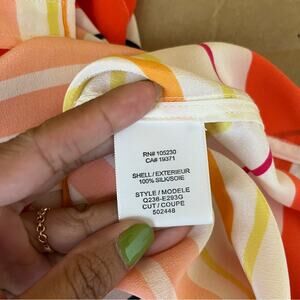 RN# 105230
CA# 19371
SHELL / EXTERIEUR
100% SILK/SOIE
STYLE / MODELE
Q236-E293G
CUT / COUPE
502448